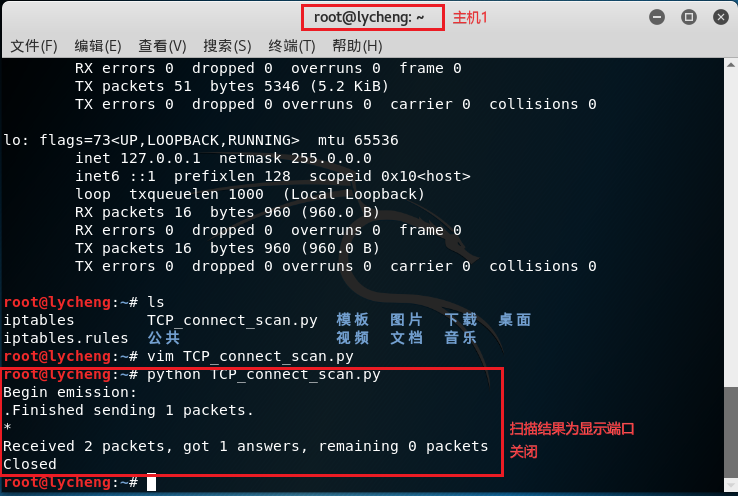 root@lycheng: ~ 主机1
文件(F) 编辑(E) 查看(V) 搜索(S) 终端(T) 帮助(H)
RX errors 0  dropped 0  overruns 0  frame 0
TX packets 51  bytes 5346 (5.2 KiB)
TX errors 0  dropped 0 overruns 0  carrier 0  collisions 0
lo: flags=73<UP,LOOPBACK,RUNNING>  mtu 65536
inet 127.0.0.1  netmask 255.0.0.0
inet6 ::1  prefixlen 128  scopeid 0x10<host>
loop  txqueuelen 1000  (Local Loopback)
RX packets 16  bytes 960 (960.0 B)
RX errors 0  dropped 0  overruns 0  frame 0
TX packets 16  bytes 960 (960.0 B)
TX errors 0  dropped 0 overruns 0  carrier 0  collisions 0
root@lycheng:~# ls
iptables        TCP_connect_scan.py  模板  图片  下载  桌面
iptables.rules  公共                 视频  文档  音乐
root@lycheng:~# vim TCP_connect_scan.py
root@lycheng:~# python TCP_connect_scan.py
Begin emission:
.Finished sending 1 packets.
*
Received 2 packets, got 1 answers, remaining 0 packets
Closed
root@lycheng:~#
扫描结果为显示端口
关闭